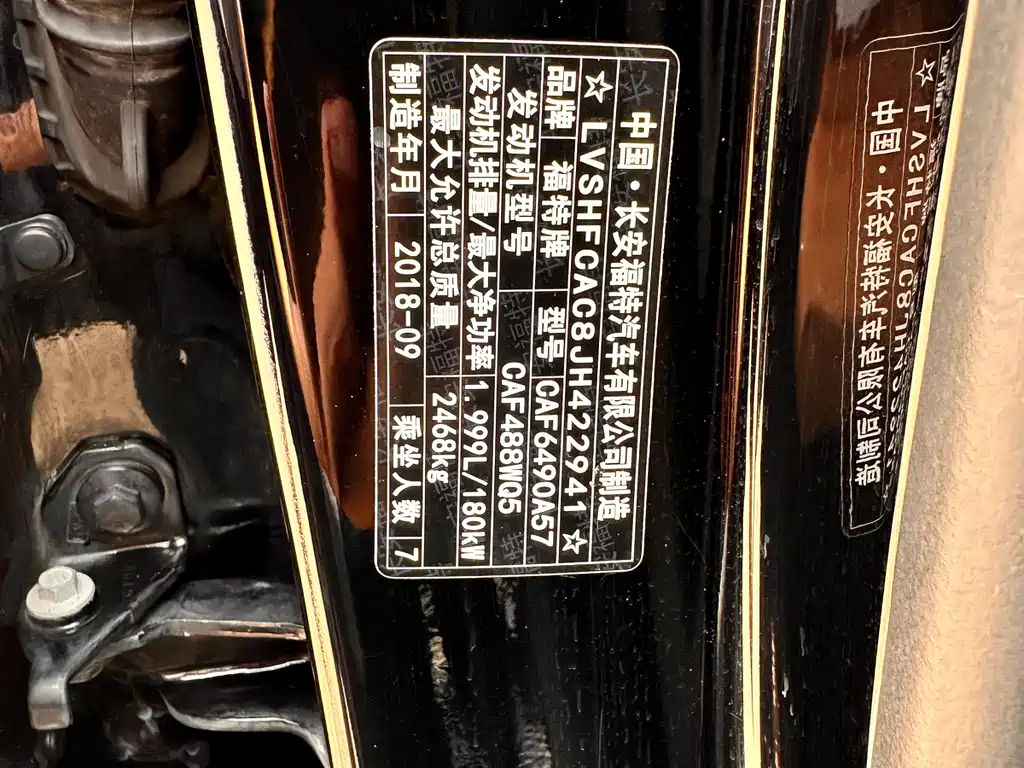 中国·长安福特汽车有限公司制造
☆ LVSHFCAC8JH422941 ☆
品牌 福特牌 型号 CAF6490A57
发动机型号 CAF488WQ5
发动机排量/最大净功率 1.999L/180kW
最大允许总质量 2468kg
制造年月 2018-09 乘坐人数 7